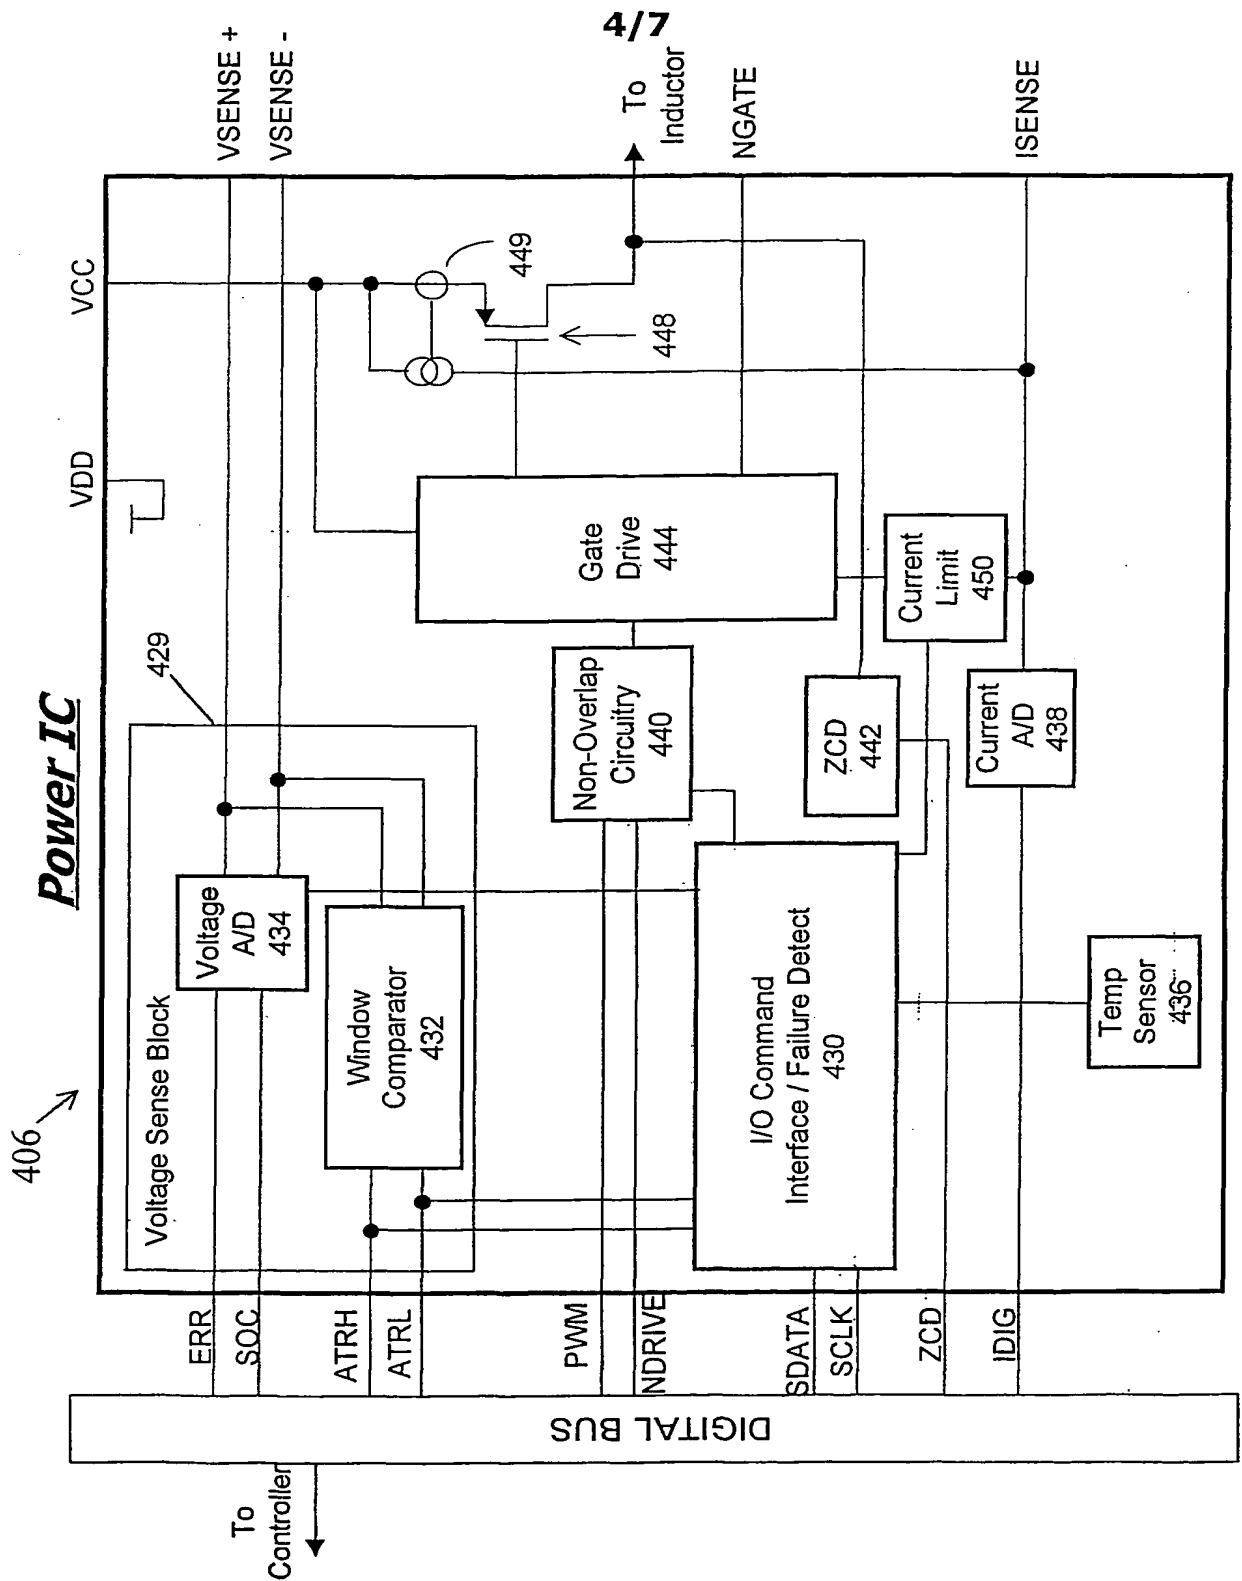 4/7
Power IC
406
VDD
VCC
VSENSE +
VSENSE -
To
Inductor
NGATE
ISENSE
429
Voltage Sense Block
Voltage
A/D
434
Window
Comparator
432
449
448
Gate
Drive
444
Non-Overlap
Circuitry
440
ZCD
442
Current
Limit
450
Current
A/D
438
I/O Command
Interface / Failure Detect
430
Temp
Sensor
436
ERR
SOC
ATRH
ATRL
PWM
NDRIVE
SDATA
SCLK
ZCD
IDIG
DIGITAL BUS
To
Controller